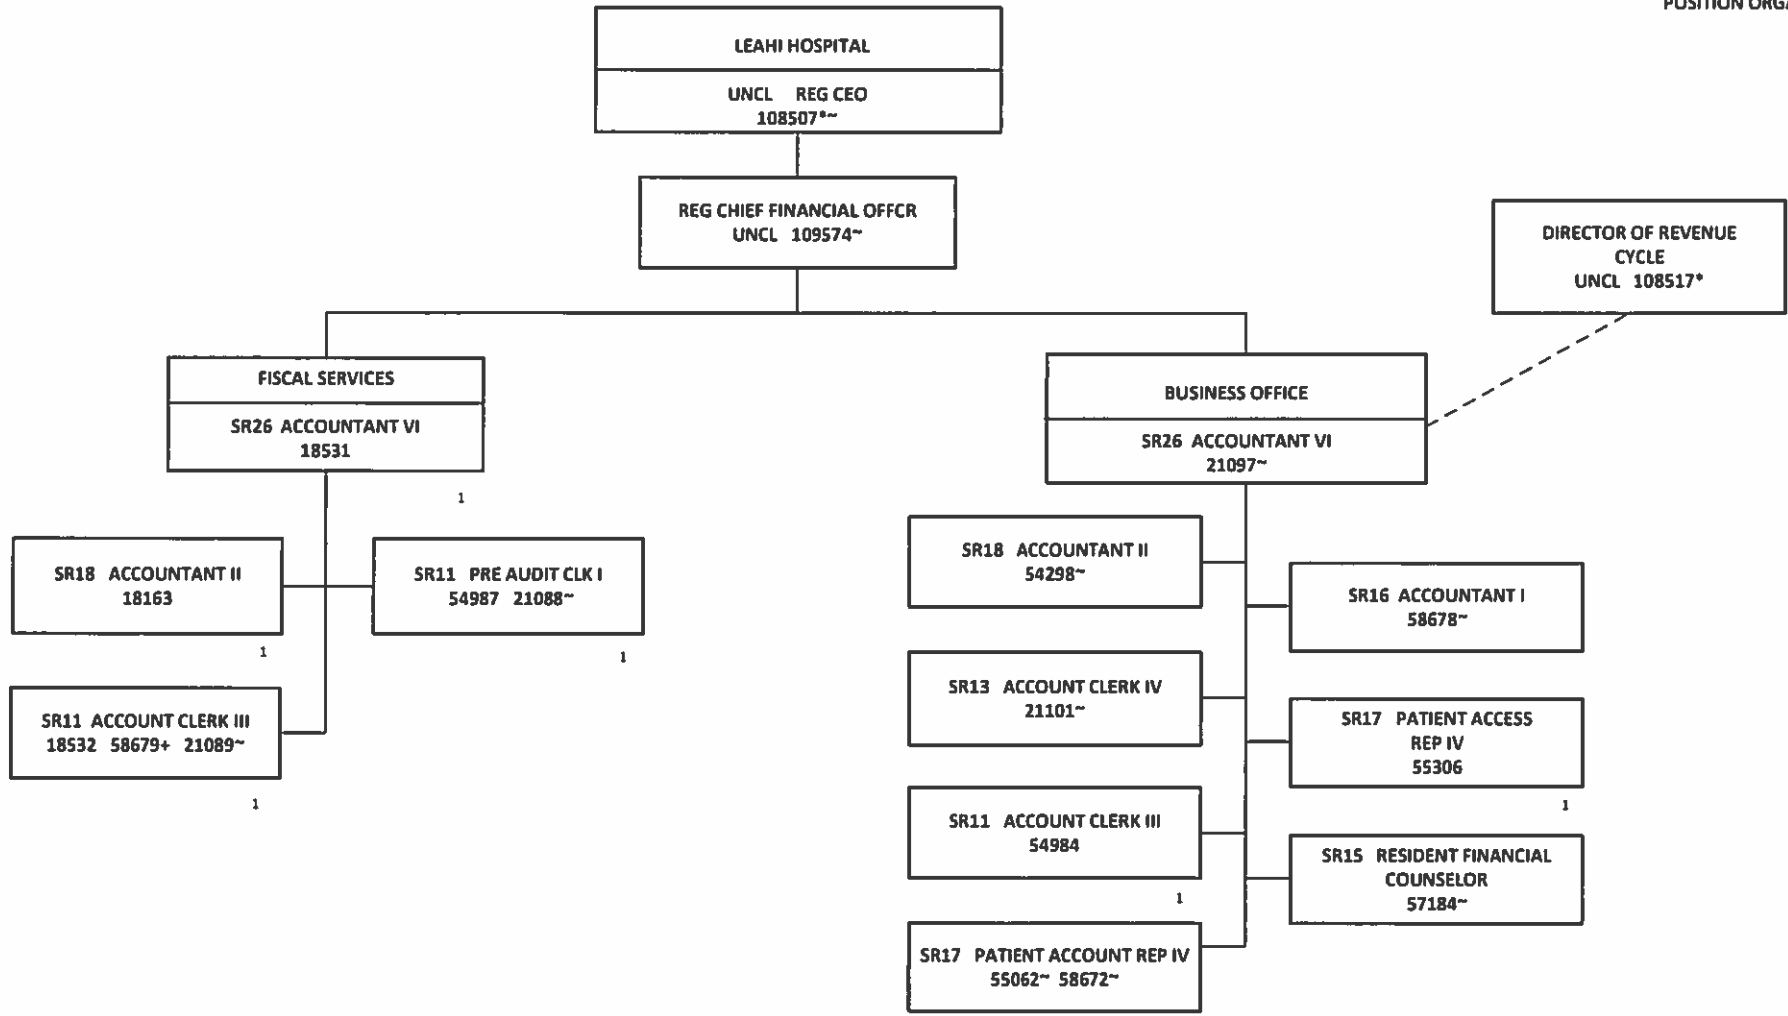 POSITION ORGA
LEAHI HOSPITAL
UNCL REG CEO
108507*~
REG CHIEF FINANCIAL OFFCR
UNCL 109574~
DIRECTOR OF REVENUE
CYCLE
UNCL 108517*
FISCAL SERVICES
SR26 ACCOUNTANT VI
18531
1
SR18 ACCOUNTANT II
18163
1
SR11 PRE AUDIT CLK I
54987 21088~
1
SR11 ACCOUNT CLERK III
18532 58679+ 21089~
1
BUSINESS OFFICE
SR26 ACCOUNTANT VI
21097~
SR18 ACCOUNTANT II
54298~
SR16 ACCOUNTANT I
58678~
SR13 ACCOUNT CLERK IV
21101~
SR17 PATIENT ACCESS
REP IV
55306
1
SR11 ACCOUNT CLERK III
54984
1
SR15 RESIDENT FINANCIAL
COUNSELOR
57184~
SR17 PATIENT ACCOUNT REP IV
55062~ 58672~